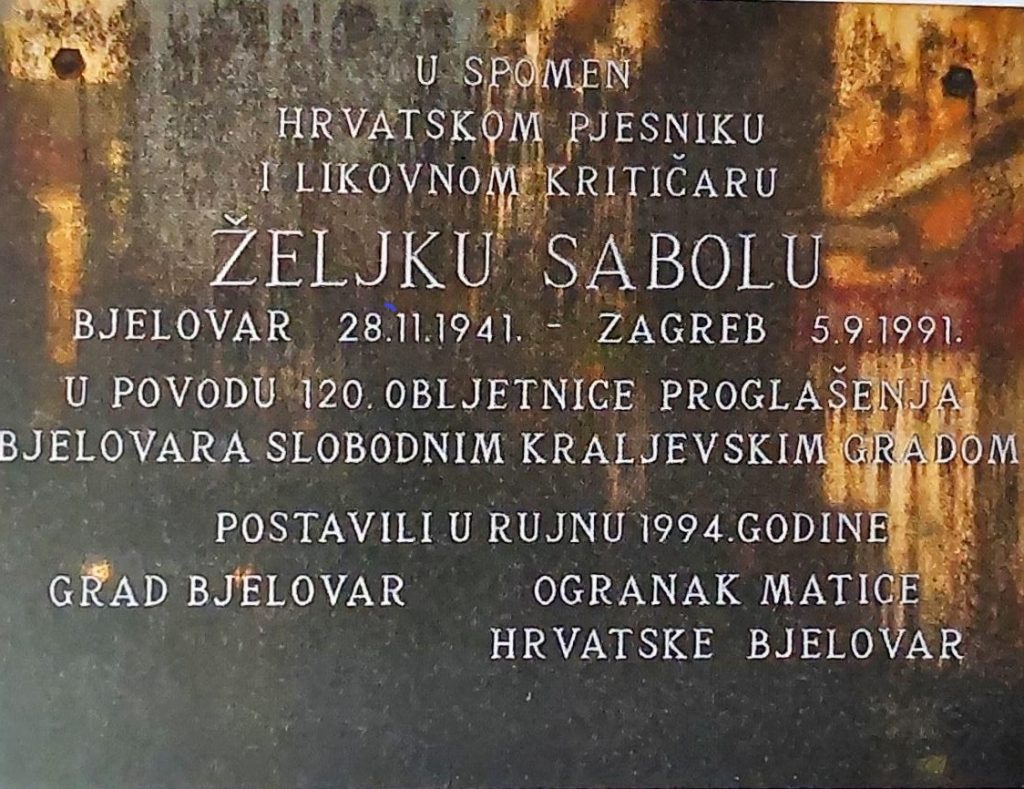 U SPOMEN
HRVATSKOM PJESNIKU
I LIKOVNOM KRITIČARU
ŽELJKU SABOLU
BJELOVAR 28.11.1941. - ZAGREB 5.9.1991.
U POVODU 120. OBLJETNICE PROGLAŠENJA
BJELOVARA SLOBODNIM KRALJEVSKIM GRADOM
POSTAVILI U RUJNU 1994.GODINE
GRAD BJELOVAR OGRANAK MATICE
HRVATSKE BJELOVAR